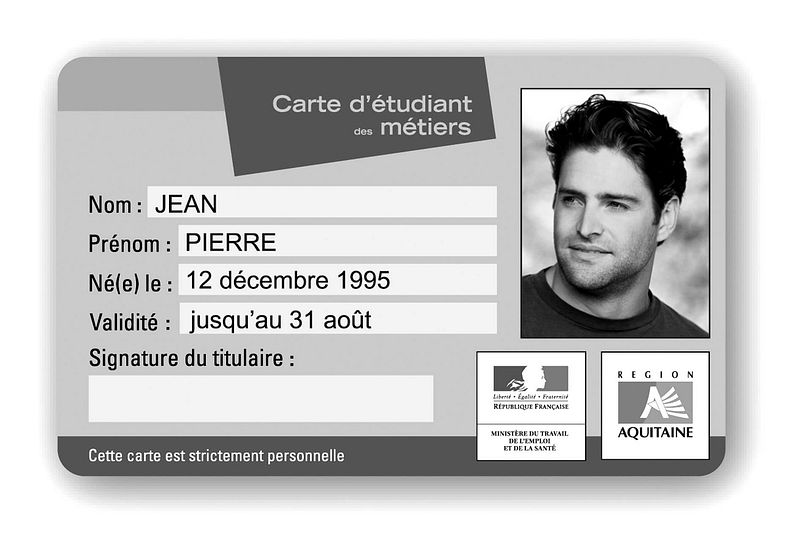 Carte d'étudiant
des métiers
Nom : JEAN
Prénom : PIERRE
Né(e) le : 12 décembre 1995
Validité : jusqu'au 31 août
Signature du titulaire :
Liberté • Égalité • Fraternité
RÉPUBLIQUE FRANÇAISE
MINISTÈRE DU TRAVAIL
DE L'EMPLOI
ET DE LA SANTÉ
REGION
AQUITAINE
Cette carte est strictement personnelle